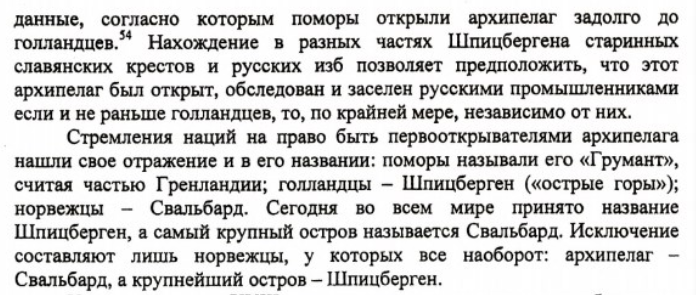 данные, согласно которым поморы открыли архипелаг задолго до
голландцев.54 Нахождение в разных частях Шпицбергена старинных
славянских крестов и русских изб позволяет предположить, что этот
архипелаг был открыт, обследован и заселен русскими промышленниками
если и не раньше голландцев, то, по крайней мере, независимо от них.
Стремления наций на право быть первооткрывателями архипелага
нашли свое отражение и в его названии: поморы называли его «Грумант»,
считая частью Гренландии; голландцы – Шпицберген («острые горы»);
норвежцы – Свальбард. Сегодня во всем мире принято название
Шпицберген, а самый крупный остров называется Свальбард. Исключение
составляют лишь норвежцы, у которых все наоборот: архипелаг –
Свальбард, а крупнейший остров – Шпицберген.